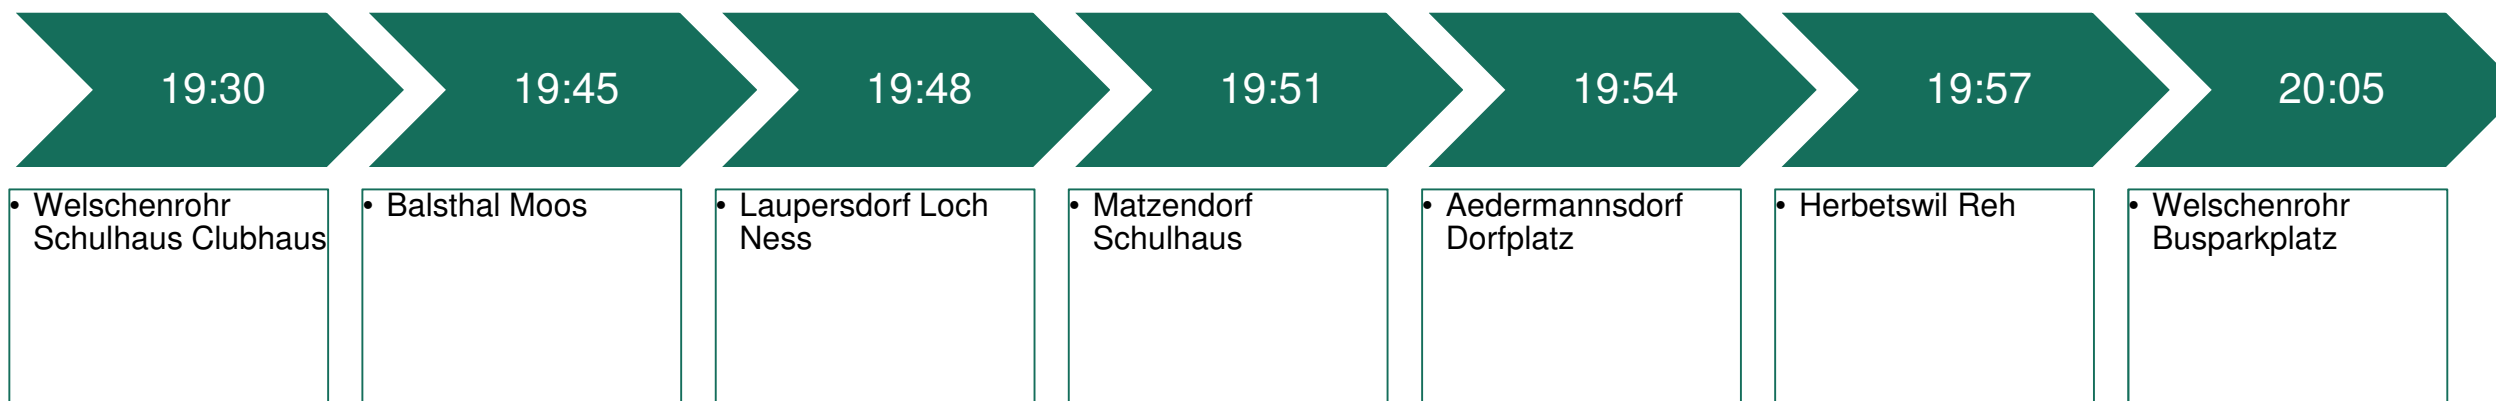 19:30
19:45
19:48
19:51
19:54
19:57
20:05
• Welschenrohr
Schulhaus Clubhaus
• Balsthal Moos
• Laupersdorf Loch
Ness
• Matzendorf
Schulhaus
• Aedermannsdorf
Dorfplatz
• Herbetswil Reh
• Welschenrohr
Busparkplatz